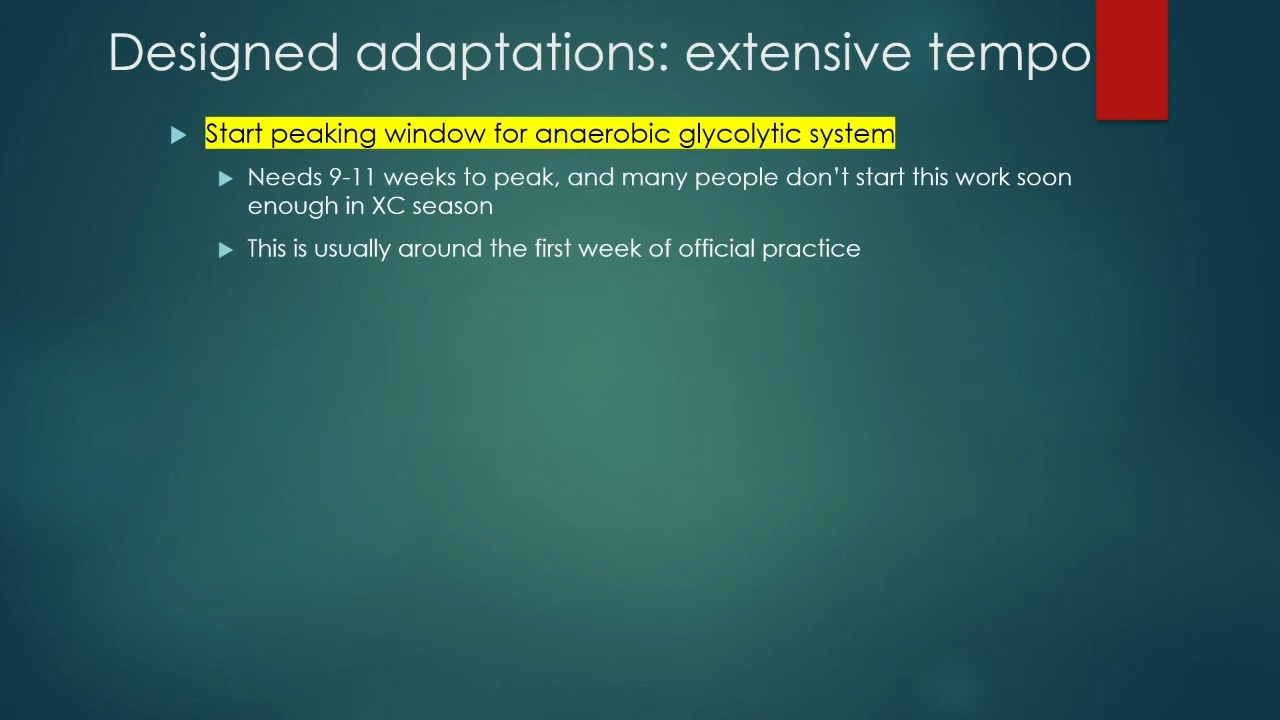 Designed adaptations: extensive tempo
Start peaking window for anaerobic glycolytic system
Needs 9-11 weeks to peak, and many people don’t start this work soon
enough in XC season
This is usually around the first week of official practice